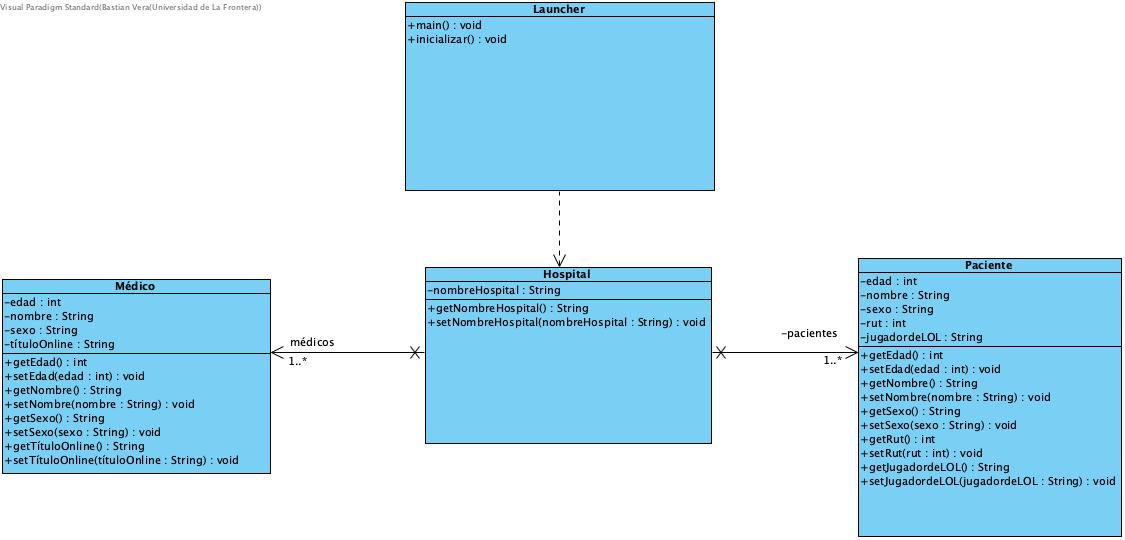 Visual Paradigm Standard(Bastian Vera(Universidad de La Frontera))
Launcher
+main() : void
+inicializar() : void
Médico
-edad : int
-nombre : String
-sexo : String
-títuloOnline : String
+getEdad() : int
+setEdad(edad : int) : void
+getNombre() : String
+setNombre(nombre : String) : void
+getSexo() : String
+setSexo(sexo : String) : void
+getTítuloOnline() : String
+setTítuloOnline(títuloOnline : String) : void
médicos
1..*
Hospital
-nombreHospital : String
+getNombreHospital() : String
+setNombreHospital(nombreHospital : String) : void
-pacientes
1..*
Paciente
-edad : int
-nombre : String
-sexo : String
-rut : int
-jugadordeLOL : String
+getEdad() : int
+setEdad(edad : int) : void
+getNombre() : String
+setNombre(nombre : String) : void
+getSexo() : String
+setSexo(sexo : String) : void
+getRut() : int
+setRut(rut : int) : void
+getJugadordeLOL() : String
+setJugadordeLOL(jugadordeLOL : String) : void